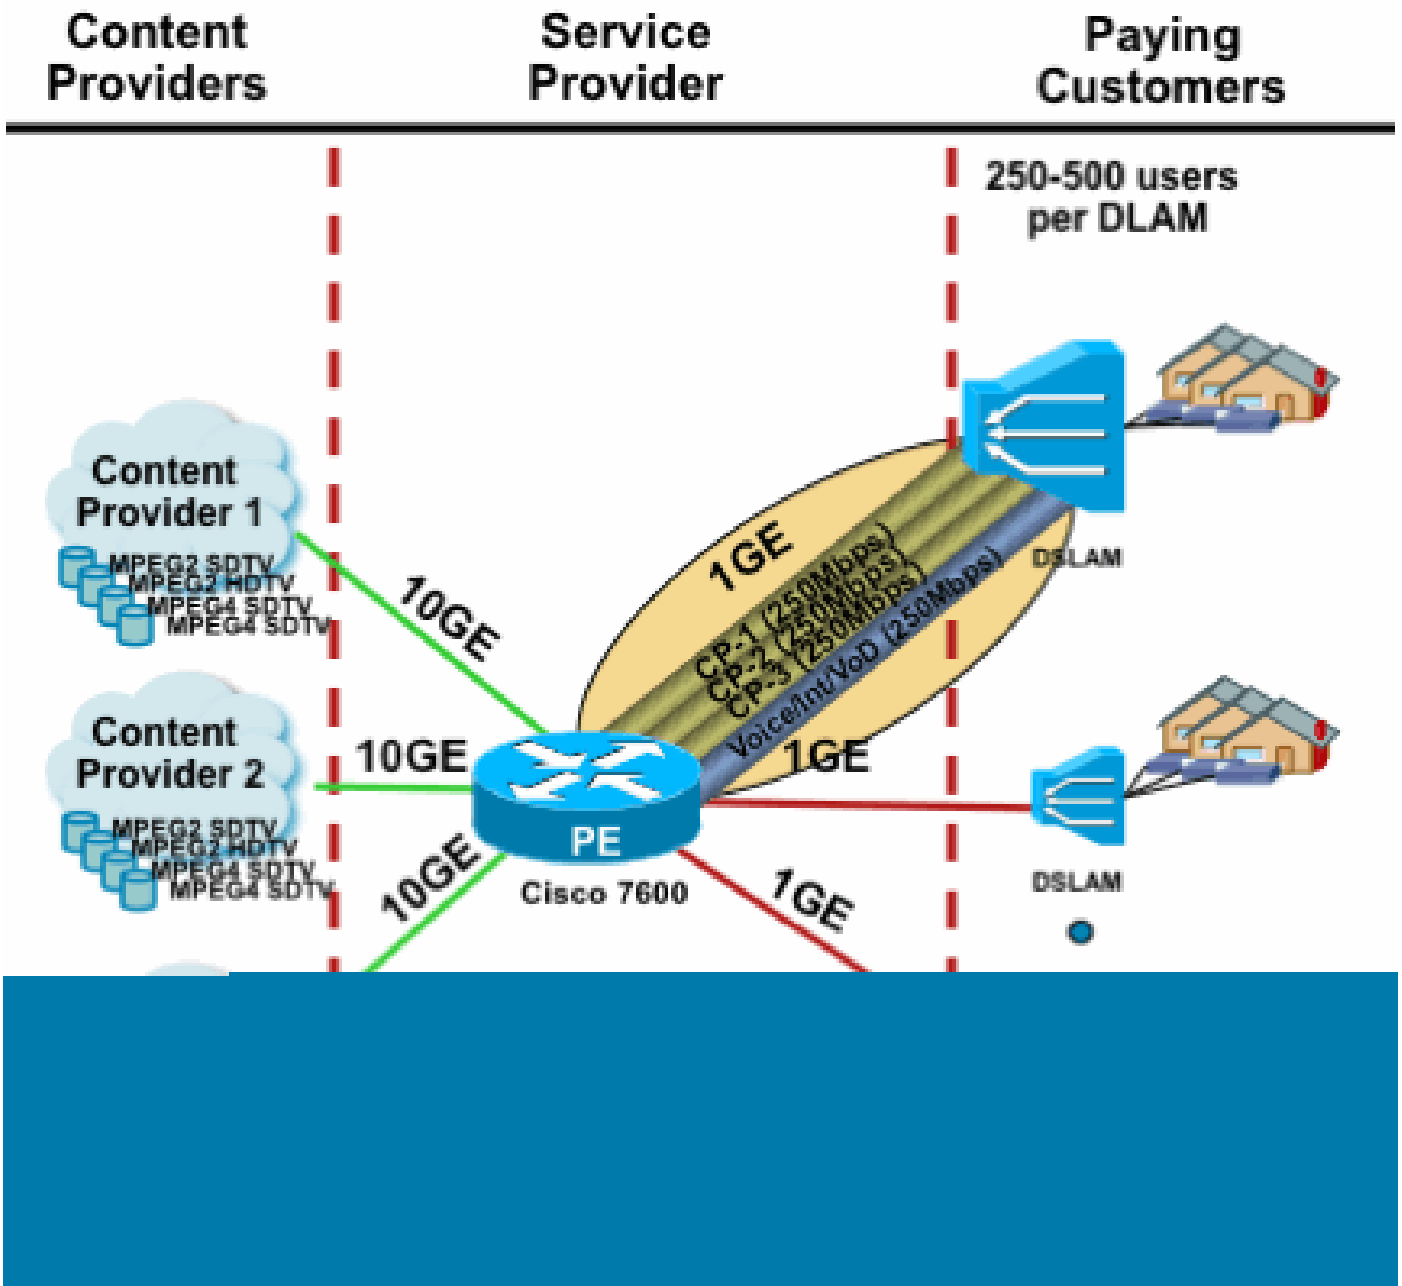 Content
Providers
Service
Provider
Paying
Customers
250-500 users
per DLAM
Content
Provider 1
MPEG2 SDTV
MPEG2 HDTV
MPEG4 SDTV
MPEG4 SDTV
10GE
1GE
CP-1 (250Mbps)
CP-2 (250Mbps)
CP-3 (250Mbps)
Voice/Int/VoD (250Mbps)
DSLAM
Content
Provider 2
MPEG2 SDTV
MPEG2 HDTV
MPEG4 SDTV
MPEG4 SDTV
10GE
1GE
PE
Cisco 7600
10GE
1GE
DSLAM